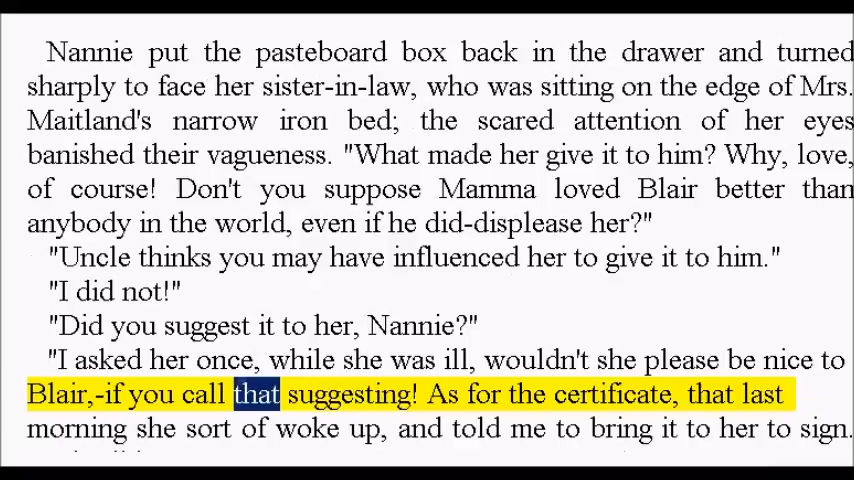 Nannie put the pasteboard box back in the drawer and turned
sharply to face her sister-in-law, who was sitting on the edge of Mrs.
Maitland's narrow iron bed; the scared attention of her eyes
banished their vagueness. "What made her give it to him? Why, love,
of course! Don't you suppose Mamma loved Blair better than
anybody in the world, even if he did-displease her?"
"Uncle thinks you may have influenced her to give it to him."
"I did not!"
"Did you suggest it to her, Nannie?"
"I asked her once, while she was ill, wouldn't she please be nice to
Blair,-if you call that suggesting! As for the certificate, that last
morning she sort of woke up, and told me to bring it to her to sign.